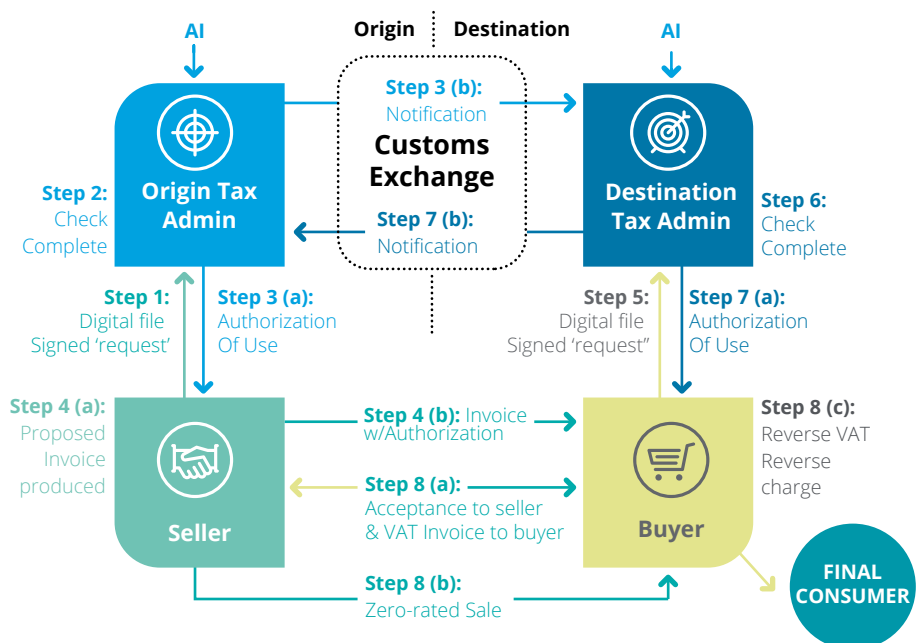 Origin
Destination
AI
AI
Step 3 (b):
Notification
Customs
Exchange
Step 7 (b):
Notification
Origin Tax
Admin
Destination
Tax Admin
Step 2:
Check
Complete
Step 6:
Check
Complete
Step 1:
Digital file
Signed ‘request’
Step 3 (a):
Authorization
Of Use
Step 5:
Digital file
Signed ‘request”
Step 7 (a):
Authorization
Of Use
Step 4 (a):
Proposed
Invoice
produced
Seller
Step 4 (b): Invoice
w/Authorization
Step 8 (a):
Acceptance to seller
& VAT Invoice to buyer
Step 8 (b):
Zero-rated Sale
Buyer
Step 8 (c):
Reverse VAT
Reverse
charge
FINAL
CONSUMER